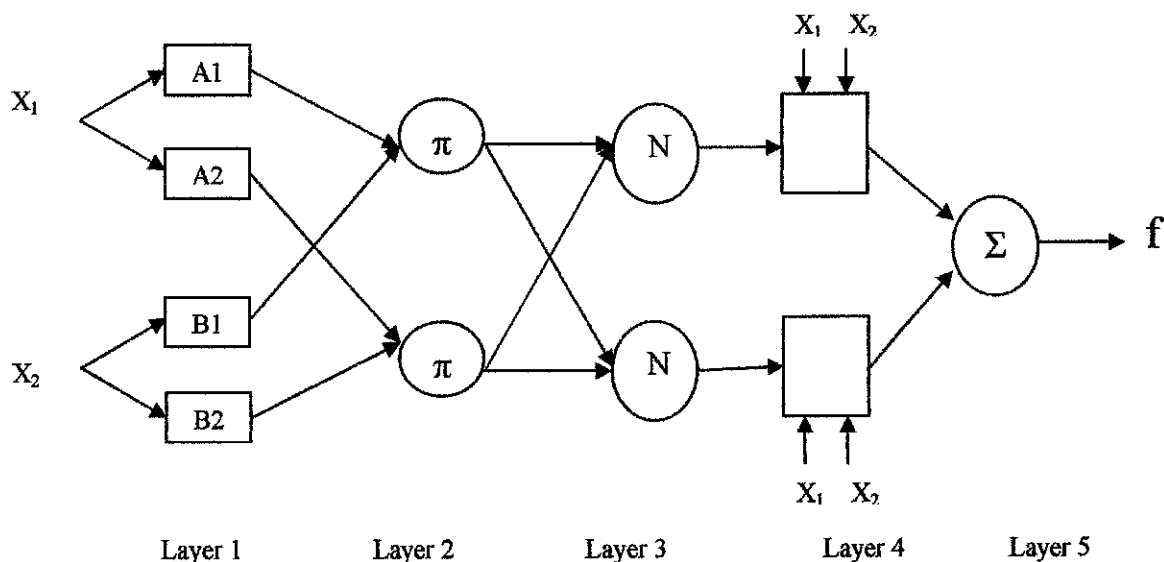 X₁ X₂
A1
X₁
π
N
A2
Σ
f
B1
X₂
π
N
B2
X₁ X₂
Layer 1 Layer 2 Layer 3 Layer 4 Layer 5